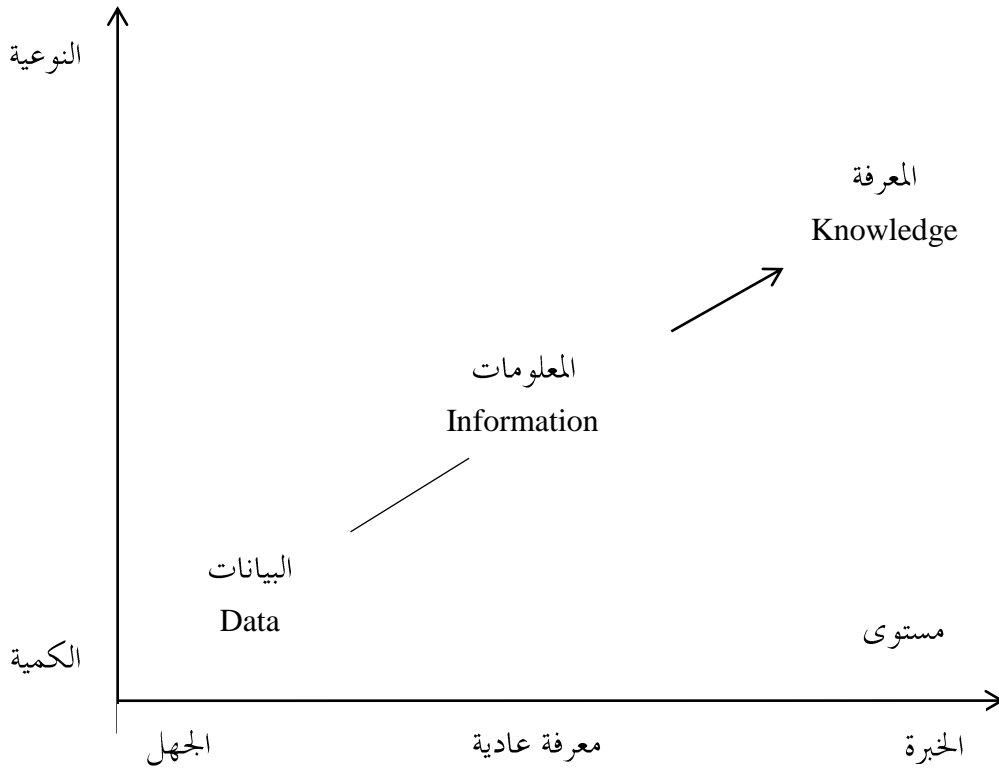 النوعية
المعرفة
Knowledge
المعلومات
Information
البيانات
Data
مستوى
الكمية
الجهل
معرفة عادية
الخبرة